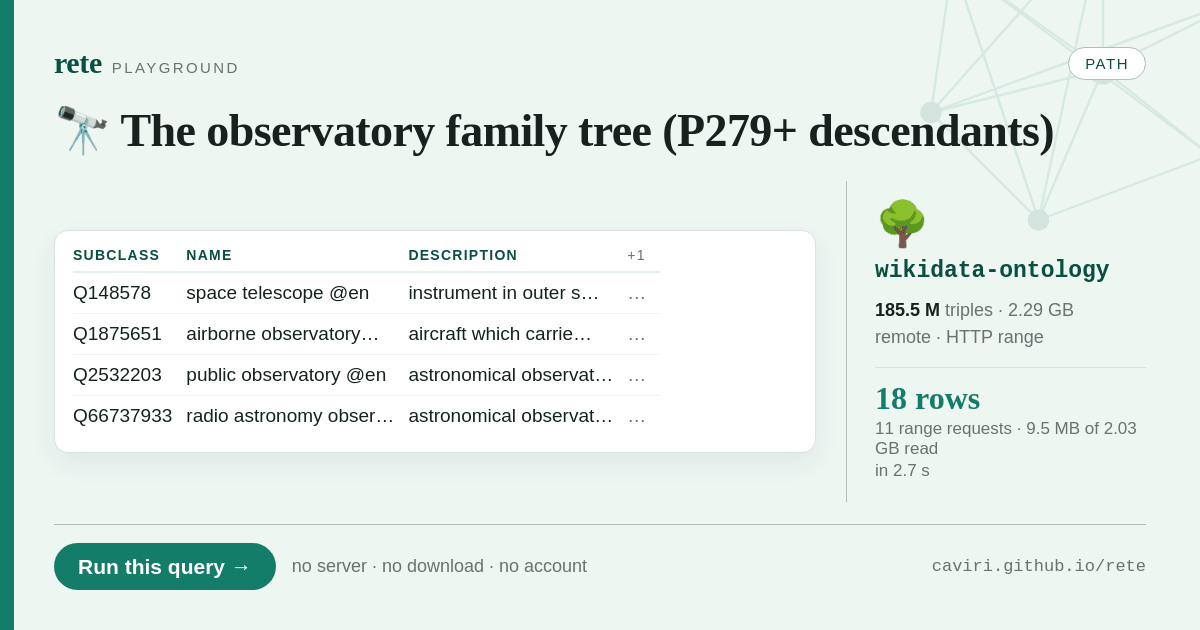 rete PLAYGROUND
PATH
The observatory family tree (P279+ descendants)
SUBCLASS NAME DESCRIPTION +1
Q148578 space telescope @en instrument in outer s… …
Q1875651 airborne observatory… aircraft which carrie… …
Q2532203 public observatory @en astronomical observat… …
Q66737933 radio astronomy obser… astronomical observat… …
wikidata-ontology
185.5 M triples · 2.29 GB
remote · HTTP range
18 rows
11 range requests · 9.5 MB of 2.03
GB read
in 2.7 s
Run this query →
no server · no download · no account
caviri.github.io/rete